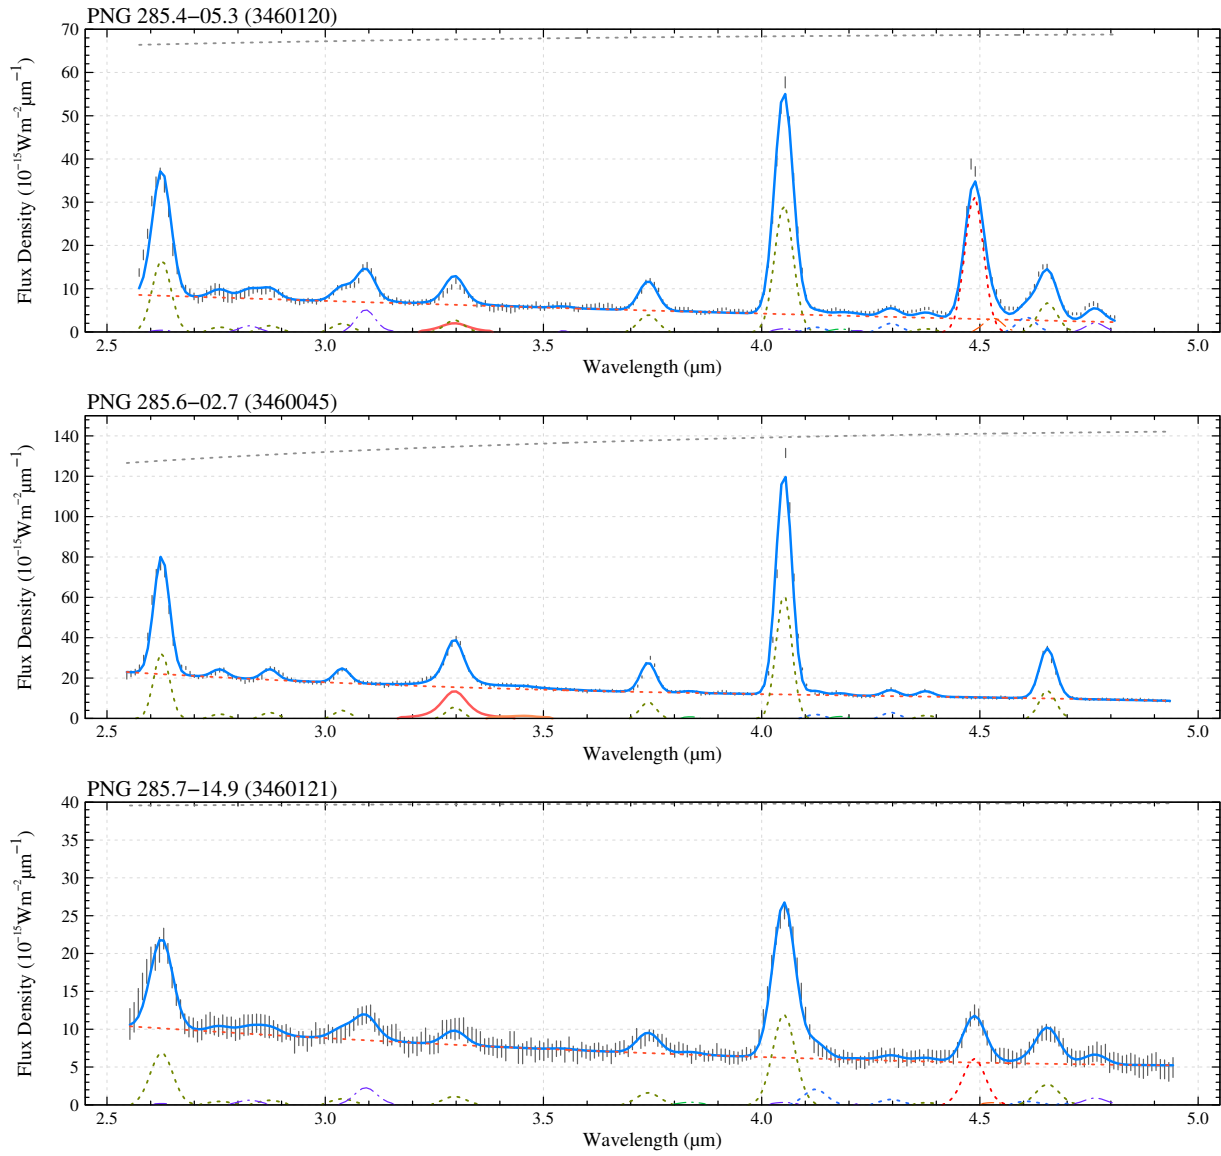 PNG 285.4−05.3 (3460120)
70
60
50
40
30
20
10
0
Flux Density (10⁻¹⁵Wm⁻²μm⁻¹)
2.5 3.0 3.5 4.0 4.5 5.0
Wavelength (μm)
PNG 285.6−02.7 (3460045)
140
120
100
80
60
40
20
0
Flux Density (10⁻¹⁵Wm⁻²μm⁻¹)
2.5 3.0 3.5 4.0 4.5 5.0
Wavelength (μm)
PNG 285.7−14.9 (3460121)
40
35
30
25
20
15
10
5
0
Flux Density (10⁻¹⁵Wm⁻²μm⁻¹)
2.5 3.0 3.5 4.0 4.5 5.0
Wavelength (μm)